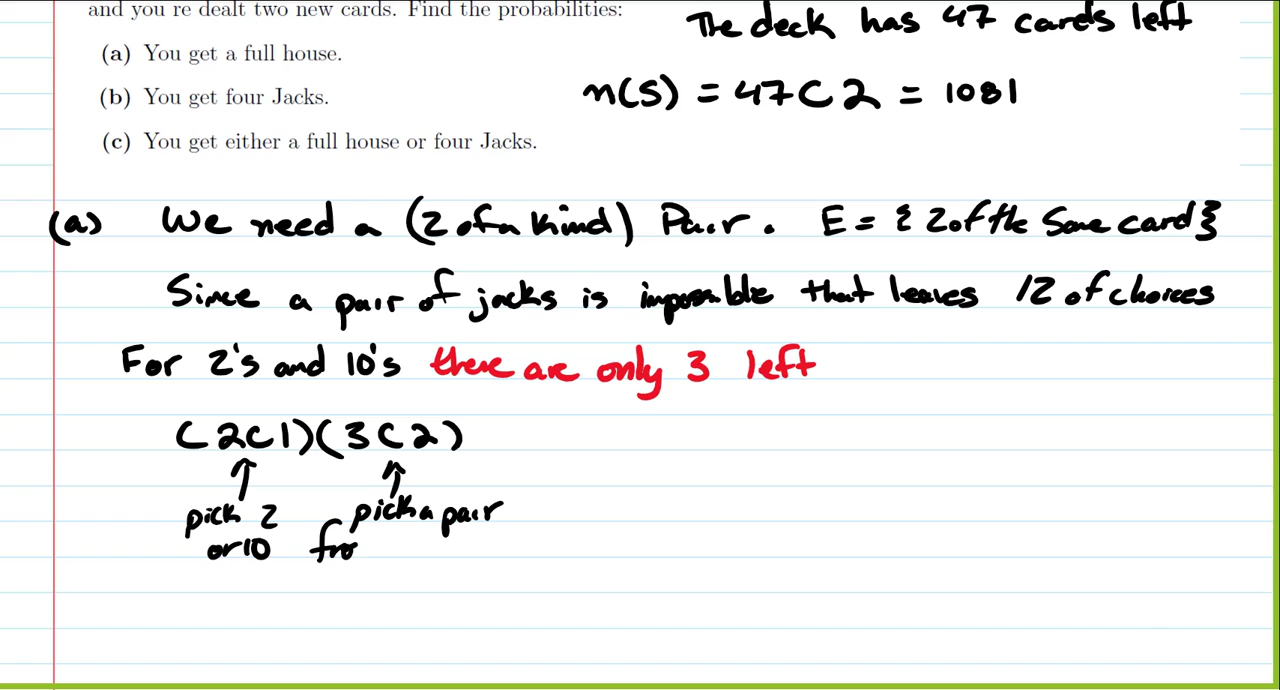 and you re dealt two new cards. Find the probabilities:
The deck has 47 cards left
(a) You get a full house.
(b) You get four Jacks.
n(S) = 47C2 = 1081
(c) You get either a full house or four Jacks.
(a) We need a (2 of a kind) Pair. E = {2 of the Same card}
Since a pair of jacks is impossible that leaves 12 of choices
For 2's and 10's there are only 3 left
(2C1)(3C2)
↑ ↑
pick 2 pick a pair
or 10 fro